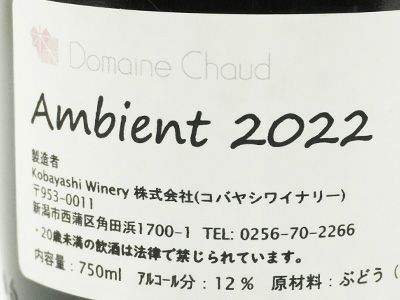 Domaine Chaud
Ambient 2022
製造者
Kobayashi Winery 株式会社(コバヤシワイナリー)
〒953-0011
新潟市西蒲区角田浜1700-1 TEL: 0256-70-2266
・20歳未満の飲酒は法律で禁じられています。
内容量：750ml アルコール分：12％ 原材料：ぶどう（